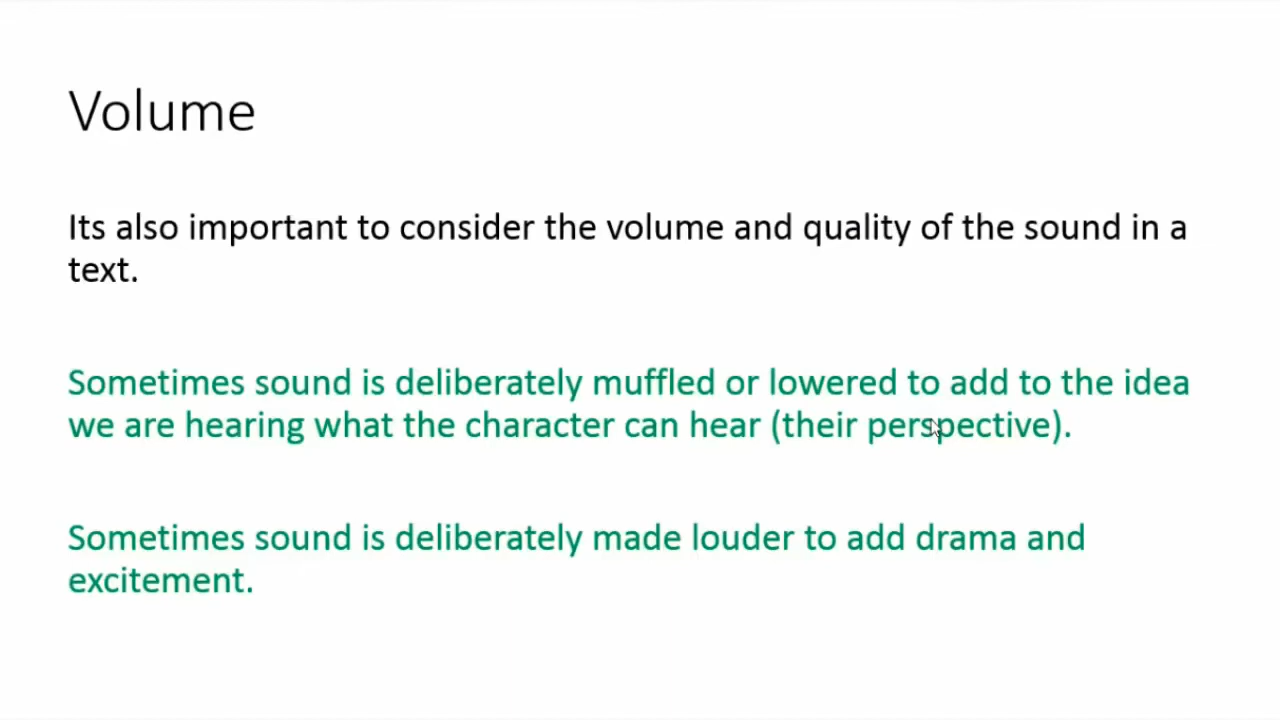 Volume
Its also important to consider the volume and quality of the sound in a
text.
Sometimes sound is deliberately muffled or lowered to add to the idea
we are hearing what the character can hear (their perspective).
Sometimes sound is deliberately made louder to add drama and
excitement.